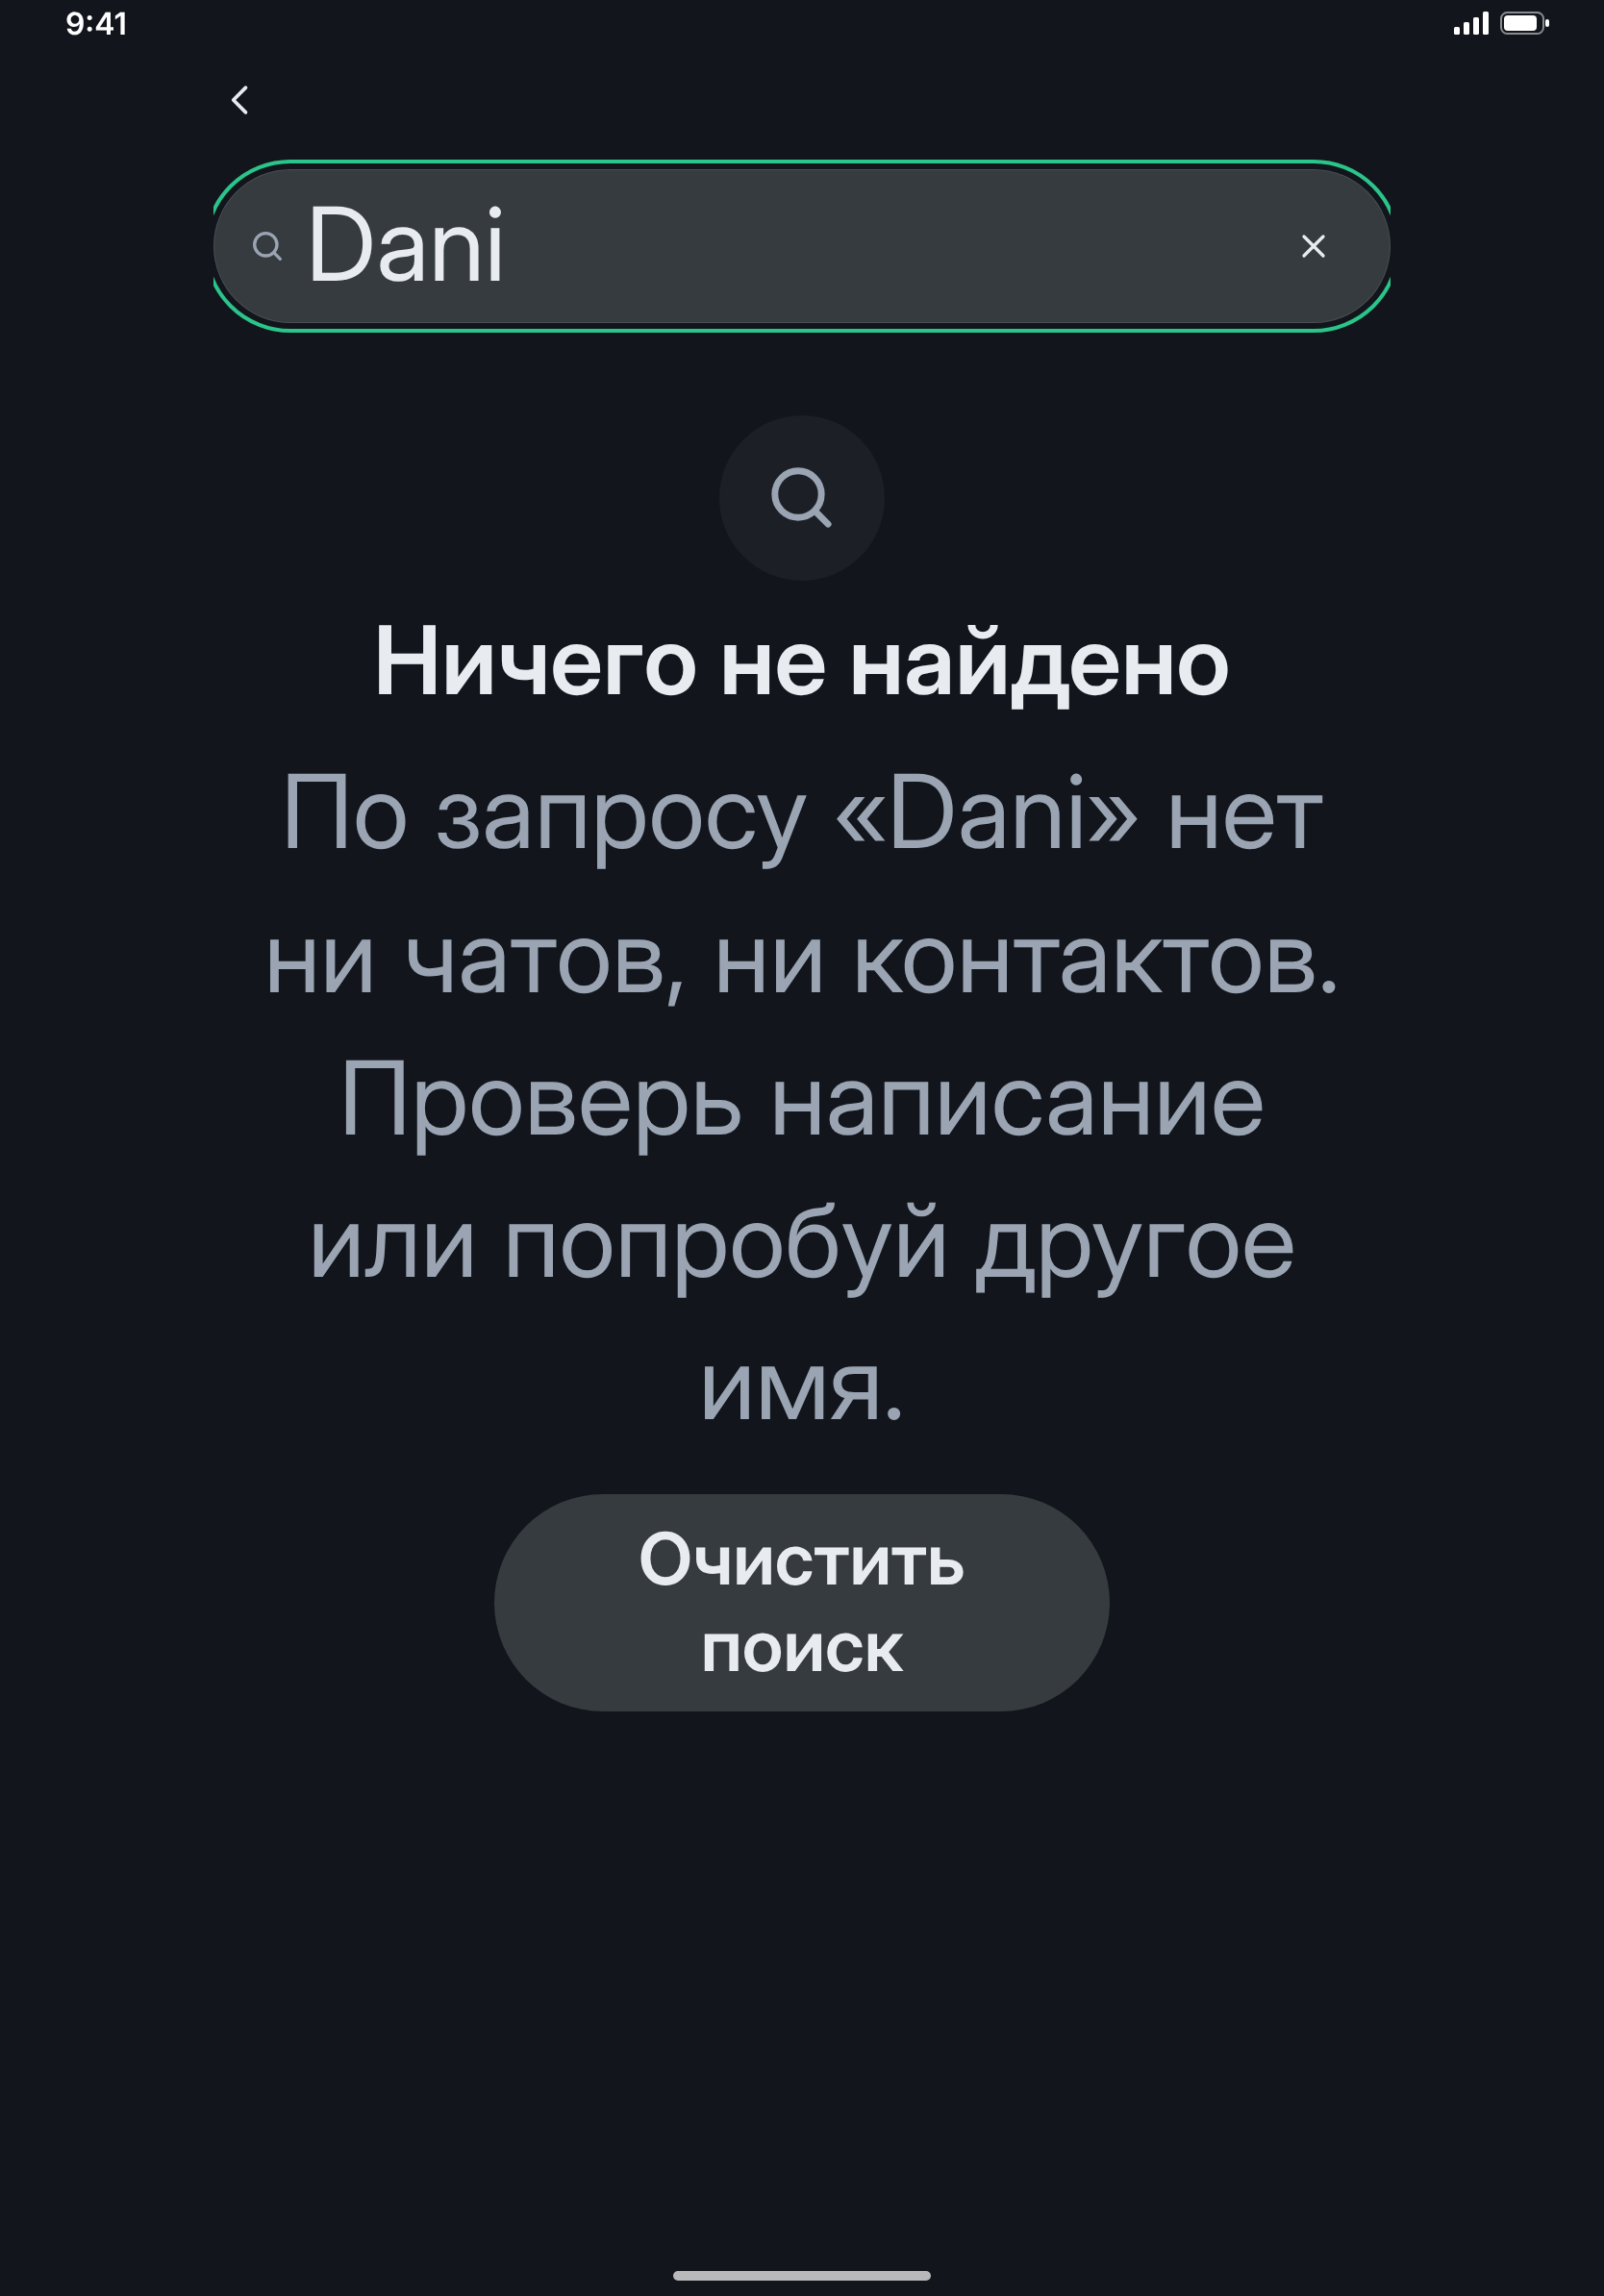 9:41
Dani
Ничего не найдено
По запросу «Dani» нет
ни чатов, ни контактов.
Проверь написание
или попробуй другое
имя.
Очистить
поиск